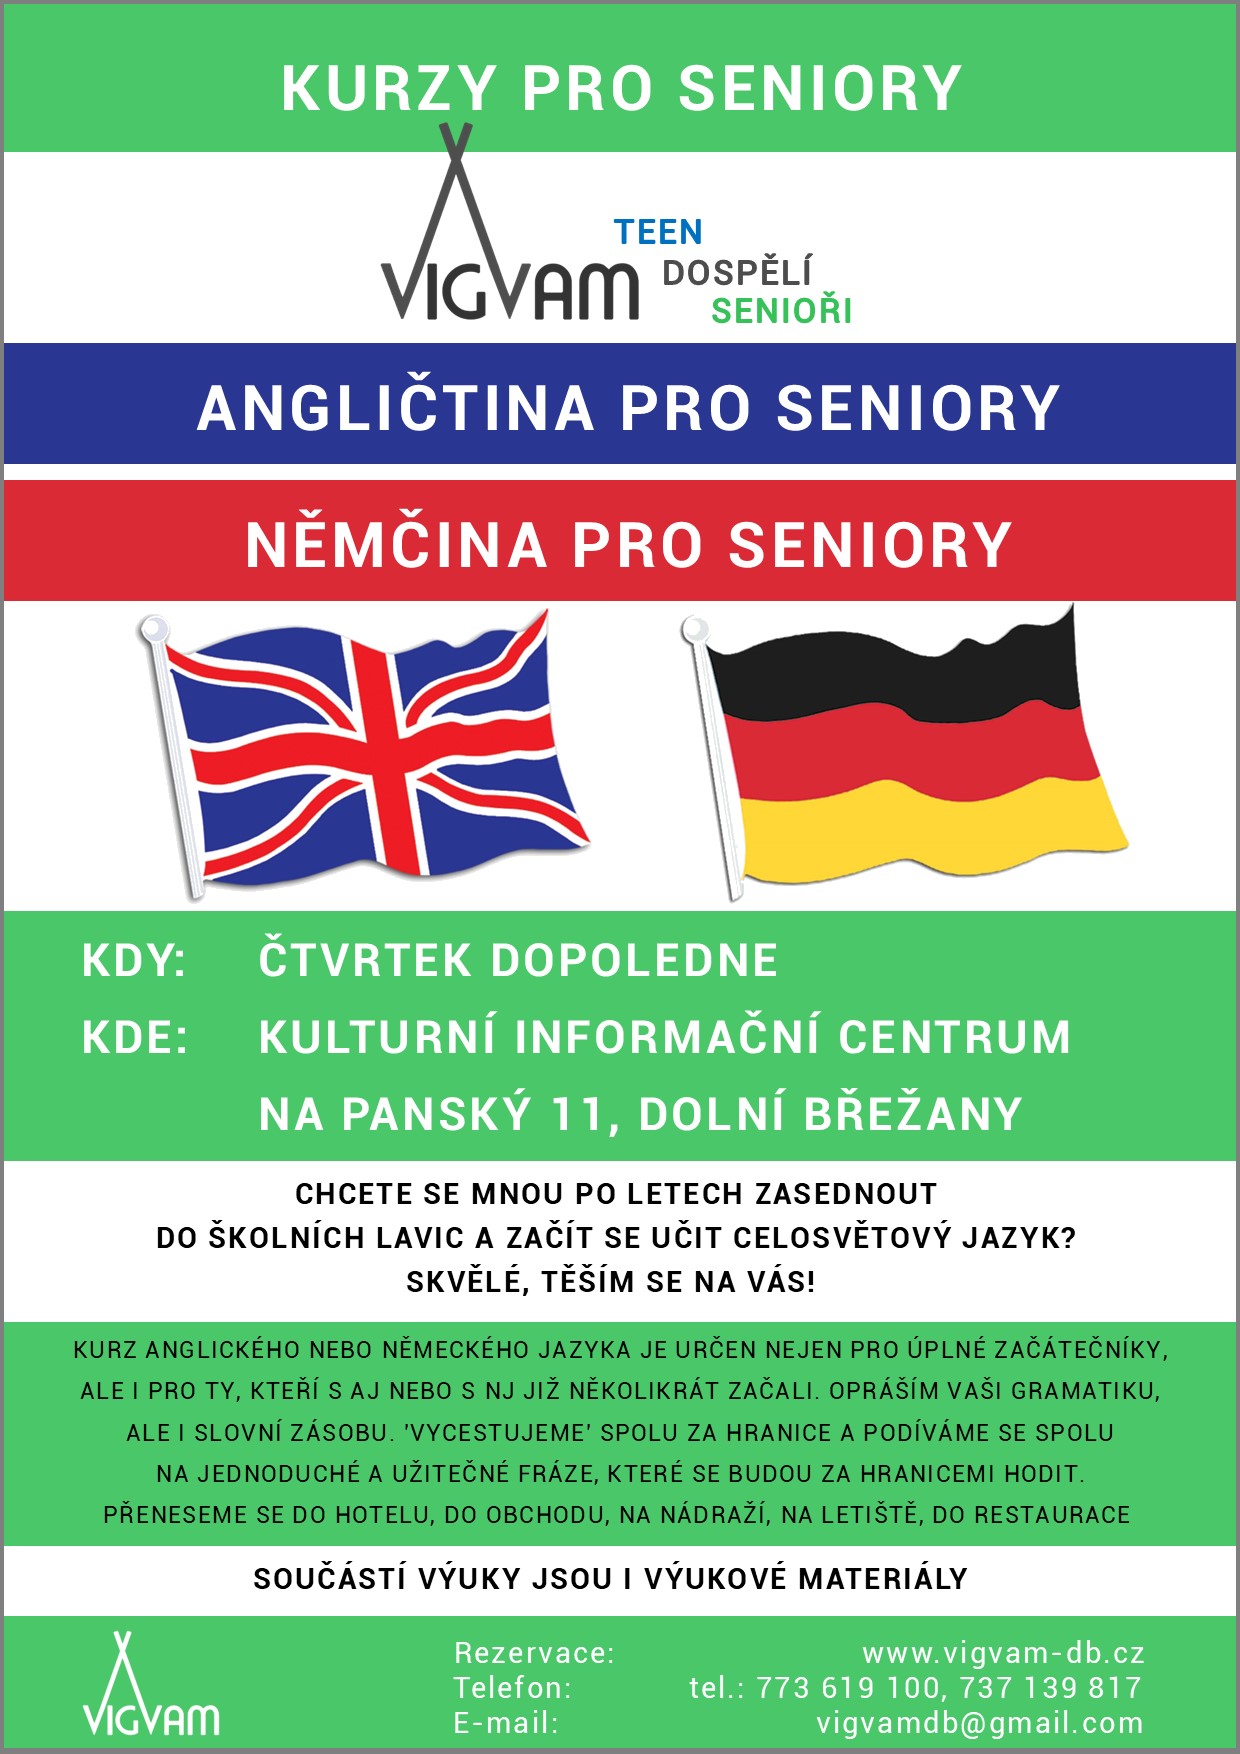 KURZY PRO SENIORY
VIGVAM
TEEN
DOSPĚLÍ
SENIOŘI
ANGLIČTINA PRO SENIORY
NĚMČINA PRO SENIORY
KDY: ČTVRTEK DOPOLEDNE
KDE: KULTURNÍ INFORMAČNÍ CENTRUM
NA PANSKÝ 11, DOLNÍ BŘEŽANY
CHCETE SE MNOU PO LETECH ZASEDNOUT
DO ŠKOLNÍCH LAVIC A ZAČÍT SE UČIT CELOSVĚTOVÝ JAZYK?
SKVĚLÉ, TĚŠÍM SE NA VÁS!
KURZ ANGLICKÉHO NEBO NĚMECKÉHO JAZYKA JE URČEN NEJEN PRO ÚPLNÉ ZAČÁTEČNÍKY,
ALE I PRO TY, KTEŘÍ S AJ NEBO S NJ JIŽ NĚKOLIKRÁT ZAČALI. OPRÁŠÍM VAŠI GRAMATIKU,
ALE I SLOVNÍ ZÁSOBU. 'VYCESTUJEME' SPOLU ZA HRANICE A PODÍVÁME SE SPOLU
NA JEDNODUCHÉ A UŽITEČNÉ FRÁZE, KTERÉ SE BUDOU ZA HRANICEMI HODIT.
PŘENESEME SE DO HOTELU, DO OBCHODU, NA NÁDRAŽÍ, NA LETIŠTĚ, DO RESTAURACE
SOUČÁSTÍ VÝUKY JSOU I VÝUKOVÉ MATERIÁLY
VIGVAM
Rezervace: www.vigvam-db.cz
Telefon: tel.: 773 619 100, 737 139 817
E-mail: vigvamdb@gmail.com